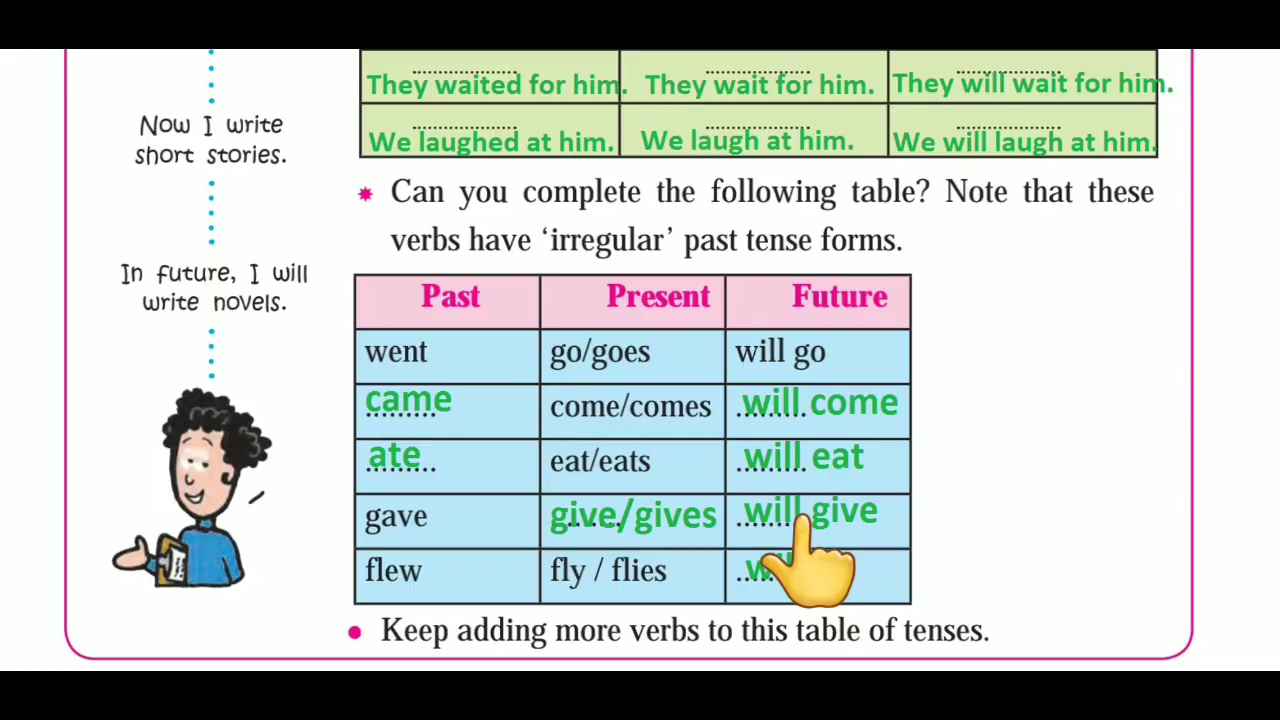 They waited for him. They wait for him. They will wait for him.
We laughed at him. We laugh at him. We will laugh at him.
Now I write
short stories.
In future, I will
write novels.
Can you complete the following table? Note that these
verbs have ‘irregular’ past tense forms.
Past Present Future
went go/goes will go
came come/comes will come
ate eat/eats will eat
gave give/gives will give
flew fly / flies
Keep adding more verbs to this table of tenses.